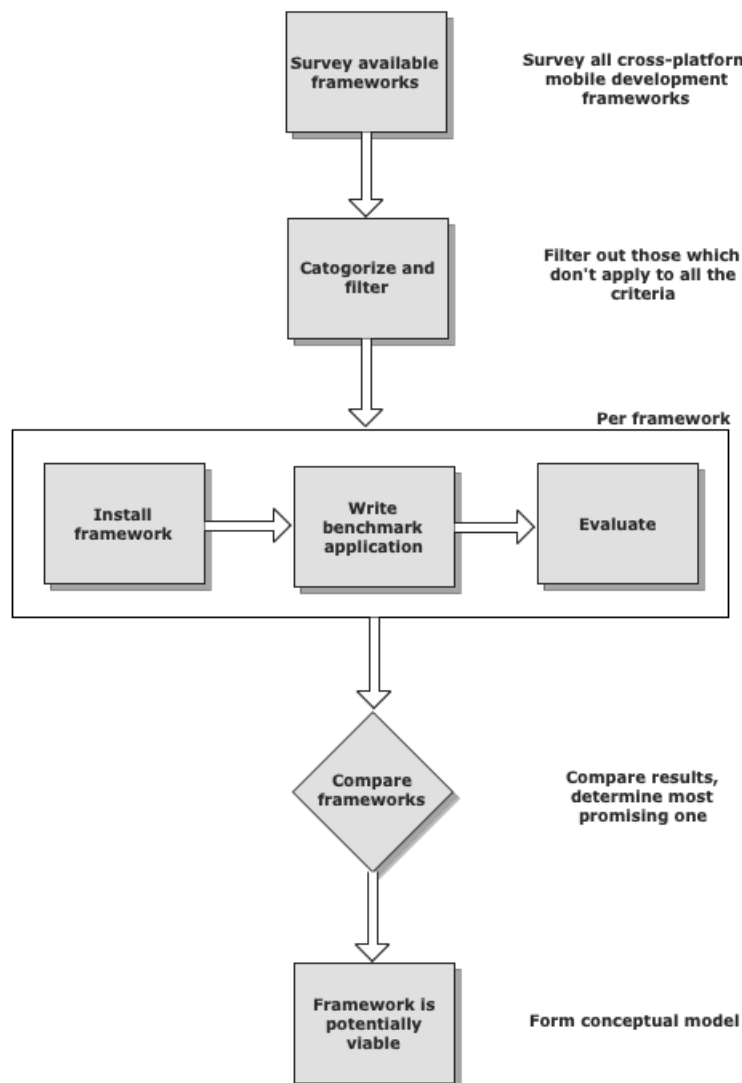 Survey available
frameworks
Survey all cross-platform
mobile development
frameworks
Catogorize and
filter
Filter out those which
don't apply to all the
criteria
Per framework
Install
framework
Write
benchmark
application
Evaluate
Compare
frameworks
Compare results,
determine most
promising one
Framework is
potentially
viable
Form conceptual model